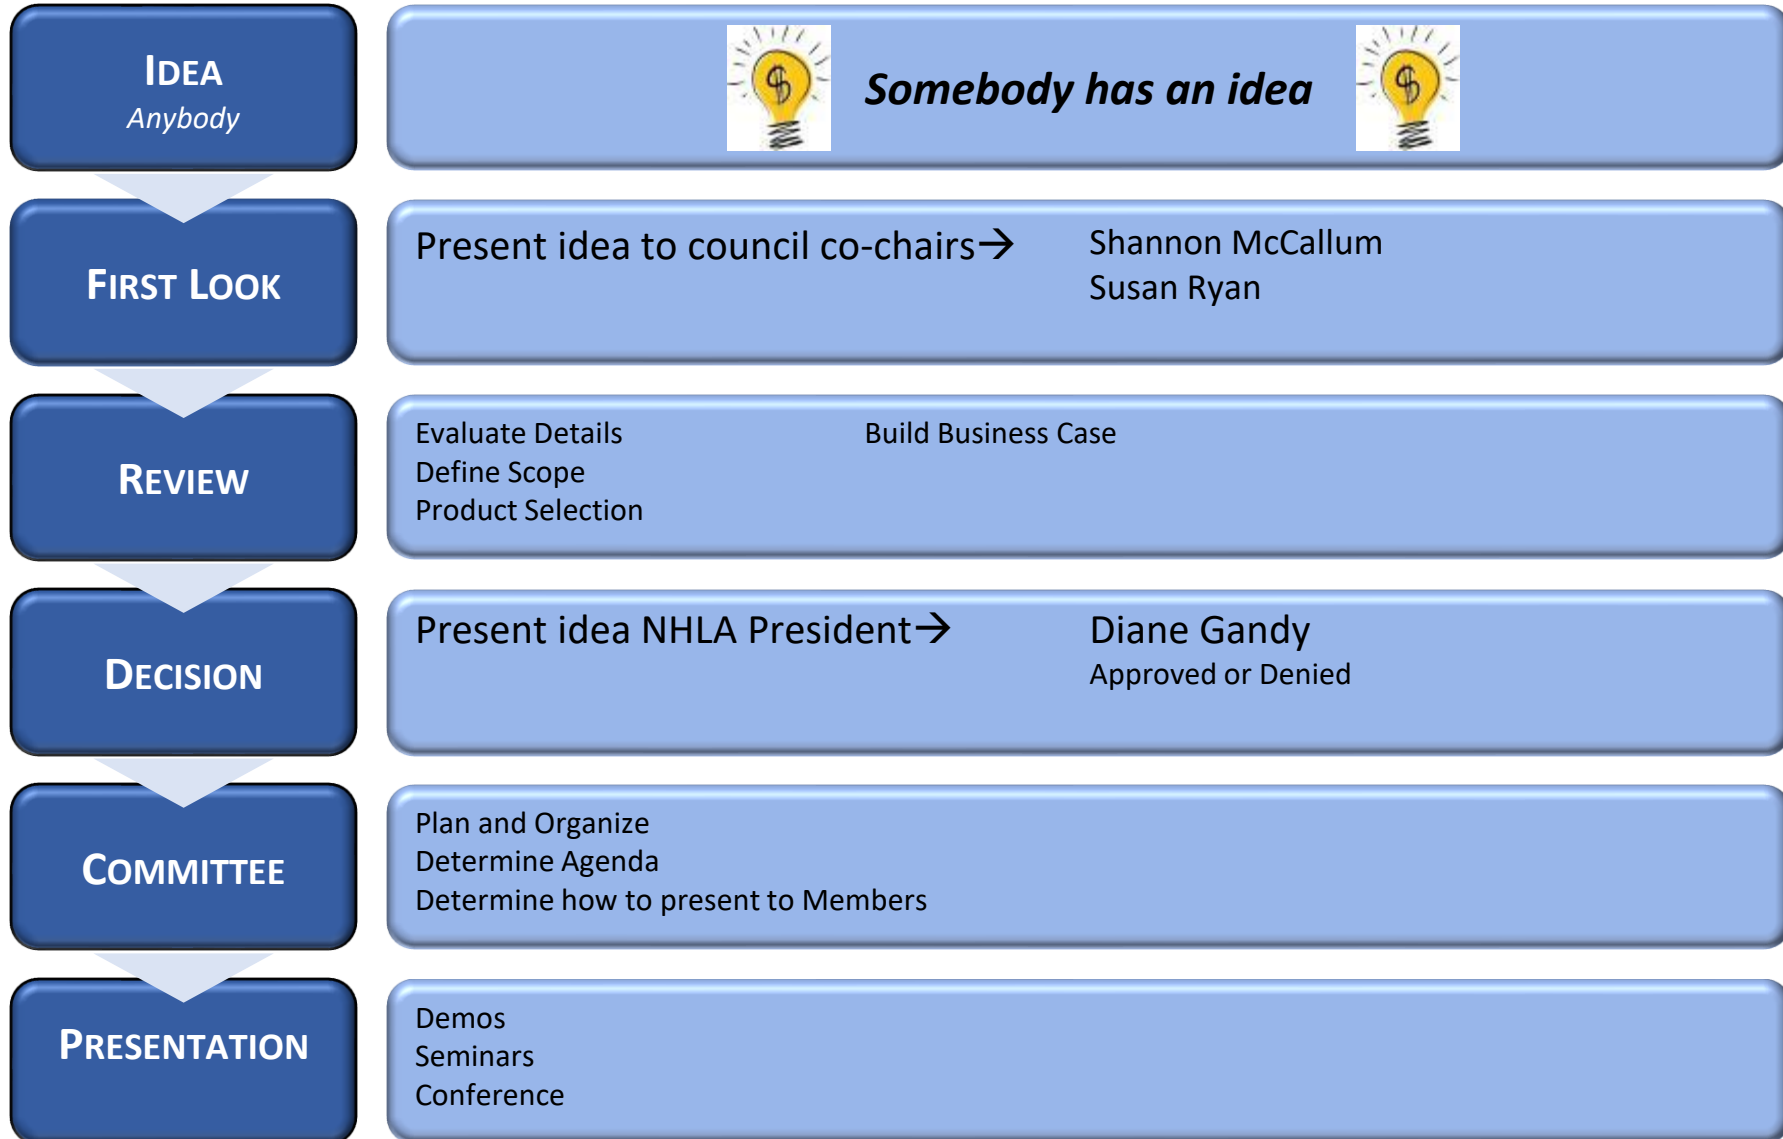 IDEA
Anybody
Somebody has an idea
FIRST LOOK
Present idea to council co-chairs→ Shannon McCallum
Susan Ryan
REVIEW
Evaluate Details Build Business Case
Define Scope
Product Selection
DECISION
Present idea NHLA President→ Diane Gandy
Approved or Denied
COMMITTEE
Plan and Organize
Determine Agenda
Determine how to present to Members
PRESENTATION
Demos
Seminars
Conference